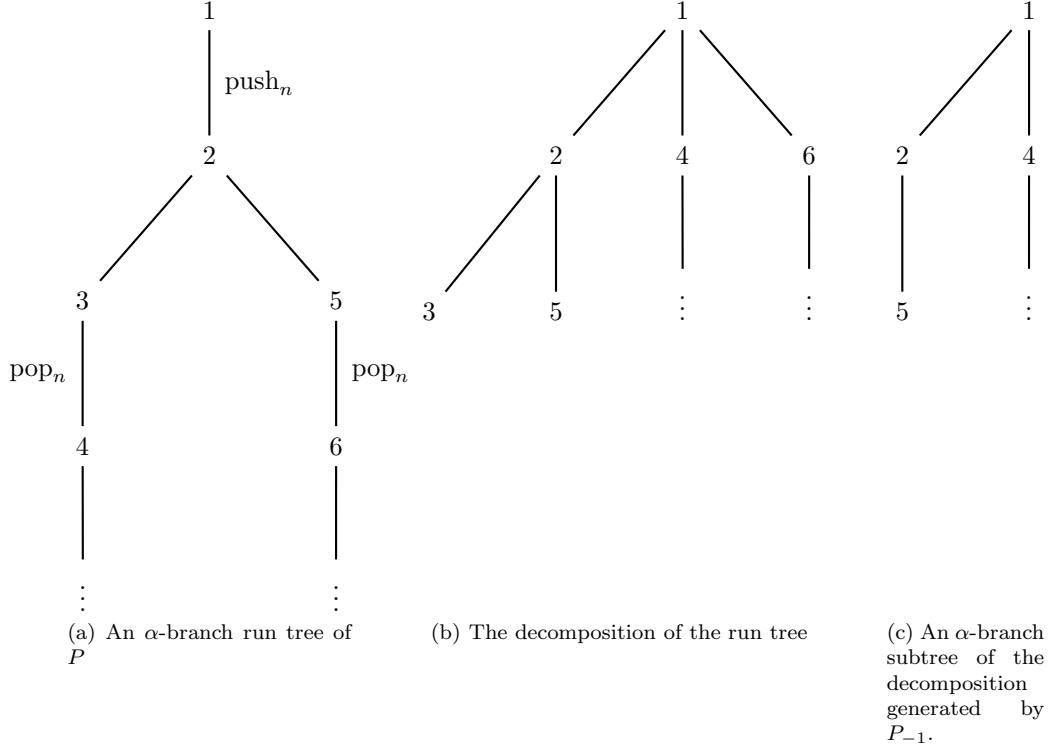 1
push_n
2
3
5
pop_n
pop_n
4
6
⋮
⋮
(a) An α-branch run tree of
P
1
2
4
6
3
5
⋮
⋮
(b) The decomposition of the run tree
1
2
4
5
⋮
(c) An α-branch
subtree of the
decomposition
generated by
P_{−1}.